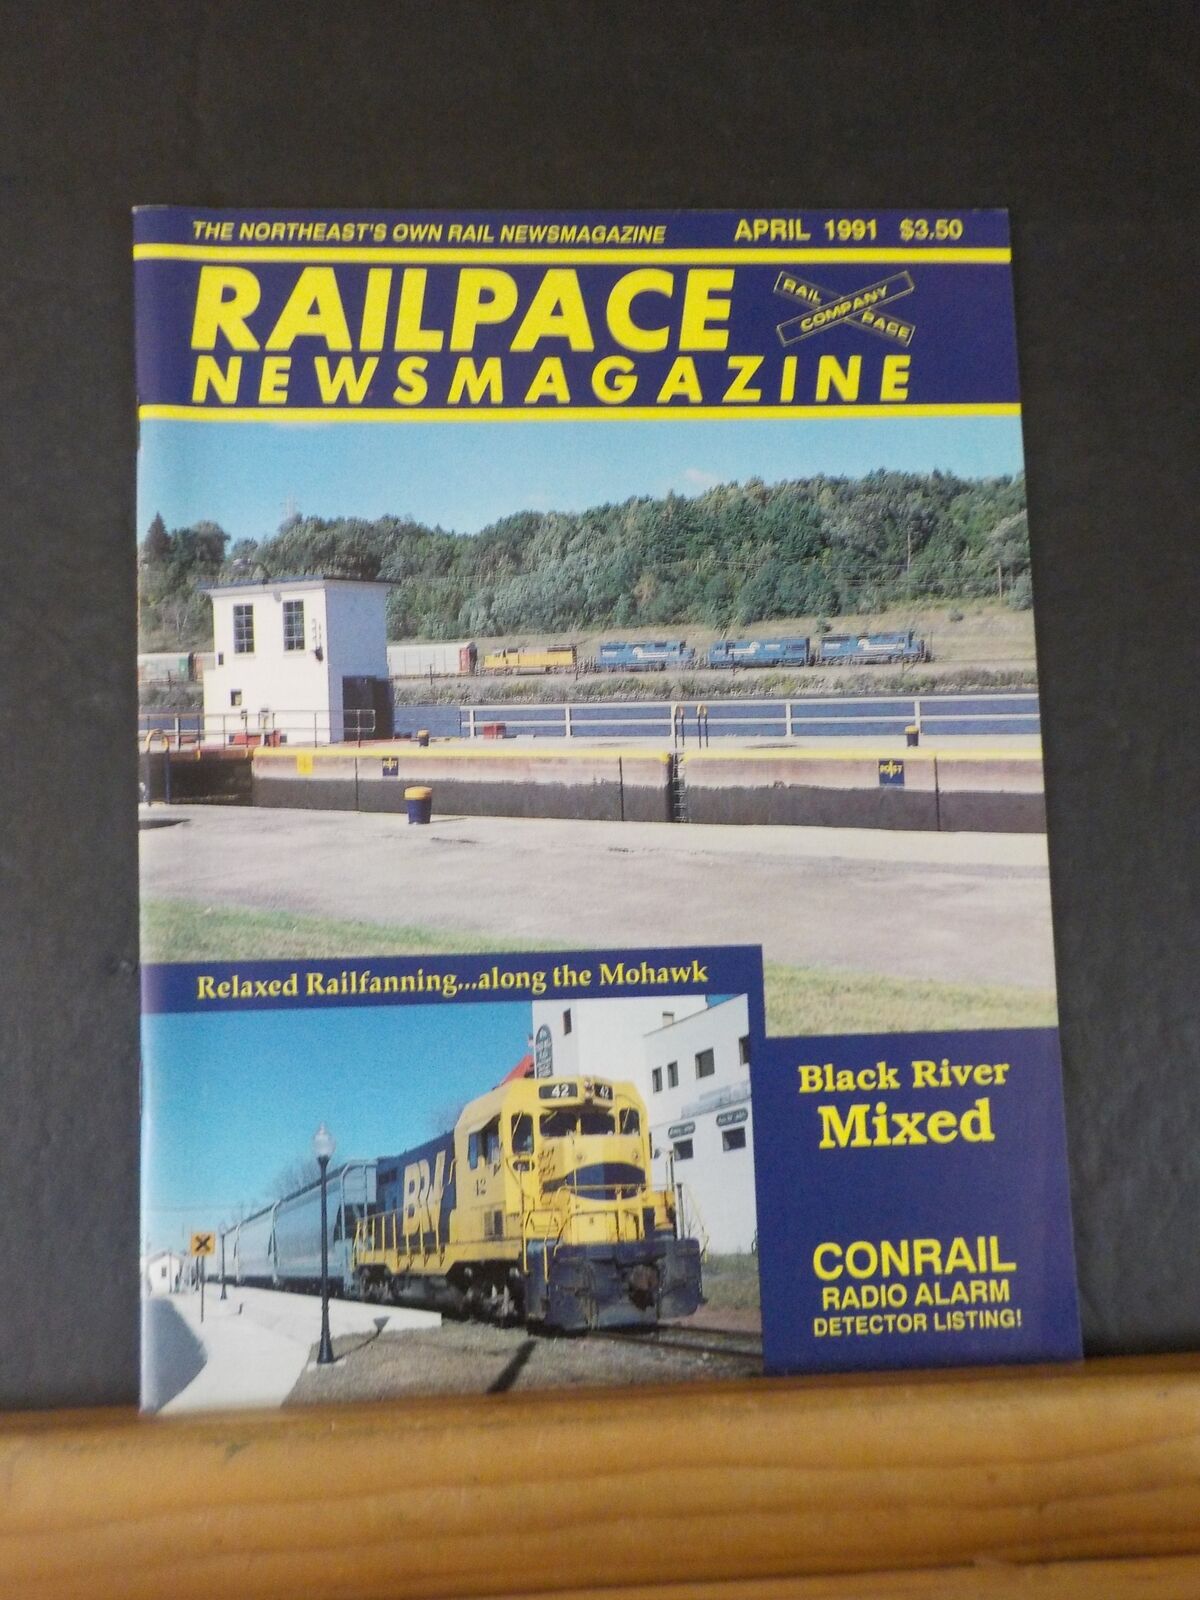 THE NORTHEAST'S OWN RAIL NEWSMAGAZINE APRIL 1991 $3.50
RAILPACE
NEWSMAGAZINE
RAIL
COMPANY
PACE
Relaxed Railfanning...along the Mohawk
42 42
42
Black River
Mixed
CONRAIL
RADIO ALARM
DETECTOR LISTING!